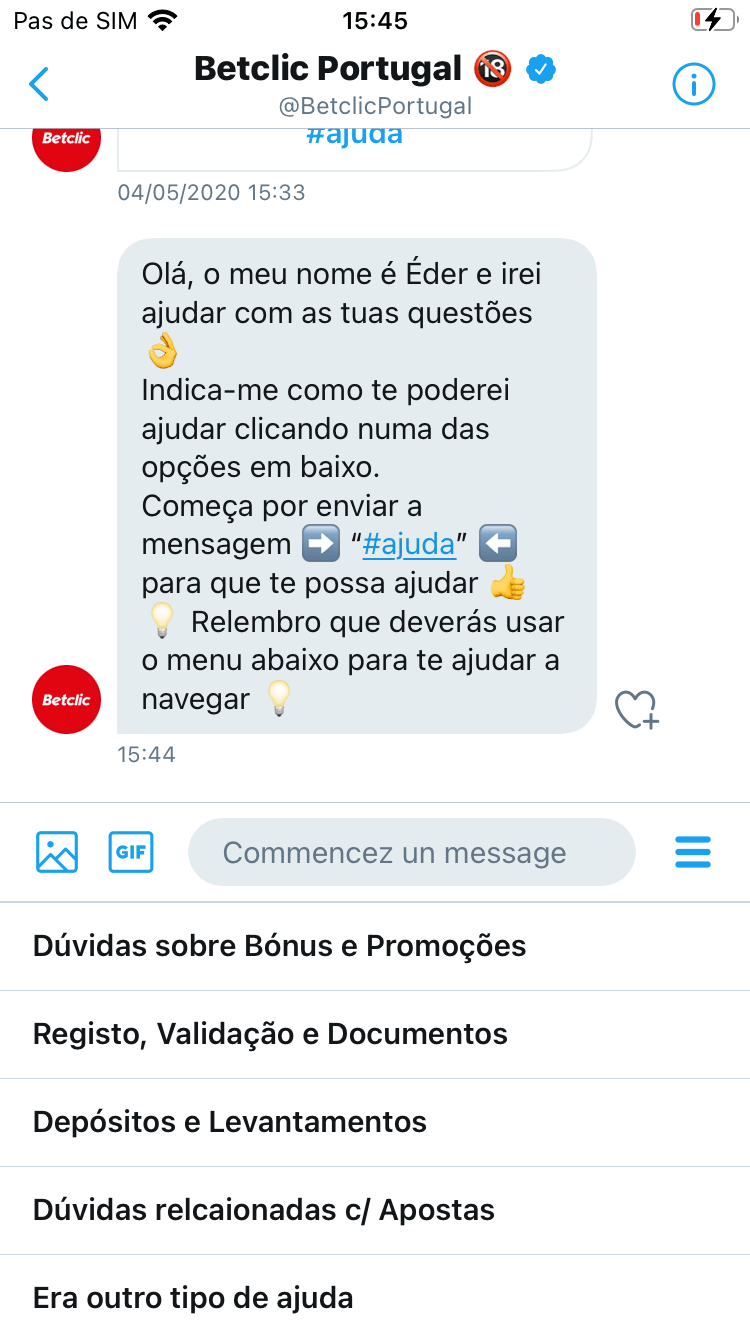 Pas de SIM 15:45
Betclic Portugal 🔞
@BetclicPortugal
Betclic
#ajuda
04/05/2020 15:33
Olá, o meu nome é Éder e irei
ajudar com as tuas questões
👌
Indica-me como te poderei
ajudar clicando numa das
opções em baixo.
Começa por enviar a
mensagem ➡️ “#ajuda” ⬅️
para que te possa ajudar 👍
💡 Relembro que deverás usar
o menu abaixo para te ajudar a
navegar 💡
Betclic
15:44
GIF
Commencez un message
Dúvidas sobre Bónus e Promoções
Registo, Validação e Documentos
Depósitos e Levantamentos
Dúvidas relcaionadas c/ Apostas
Era outro tipo de ajuda